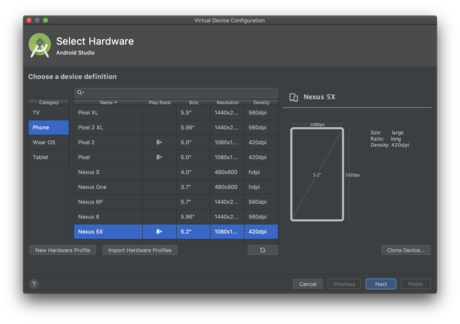 Virtual Device Configuration
Select Hardware
Android Studio
Choose a device definition
Category
Name
Play Store
Size
Resolution
Density
TV
Phone
Wear OS
Tablet
Pixel XL 5.5" 1440x2... 560dpi
Pixel 2 XL 5.99" 1440x2... 560dpi
Pixel 2 5.0" 1080x1... 420dpi
Pixel 5.0" 1080x1... 420dpi
Nexus S 4.0" 480x800 hdpi
Nexus One 3.7" 480x800 hdpi
Nexus 6P 5.7" 1440x2... 560dpi
Nexus 6 5.96" 1440x2... 560dpi
Nexus 5X 5.2" 1080x1... 420dpi
New Hardware Profile
Import Hardware Profiles
Nexus 5X
1080px
5.2"
1920px
Size: large
Ratio: long
Density: 420dpi
Clone Device...
?
Cancel
Previous
Next
Finish